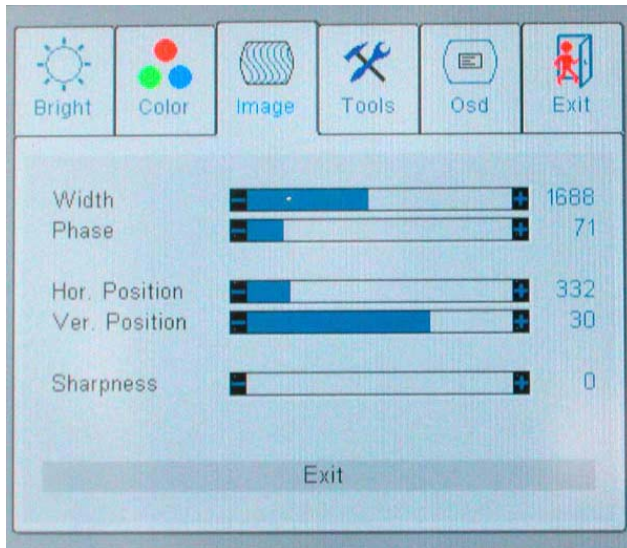 Bright Color Image Tools Osd Exit
Width 1688
Phase 71
Hor. Position 332
Ver. Position 30
Sharpness 0
Exit